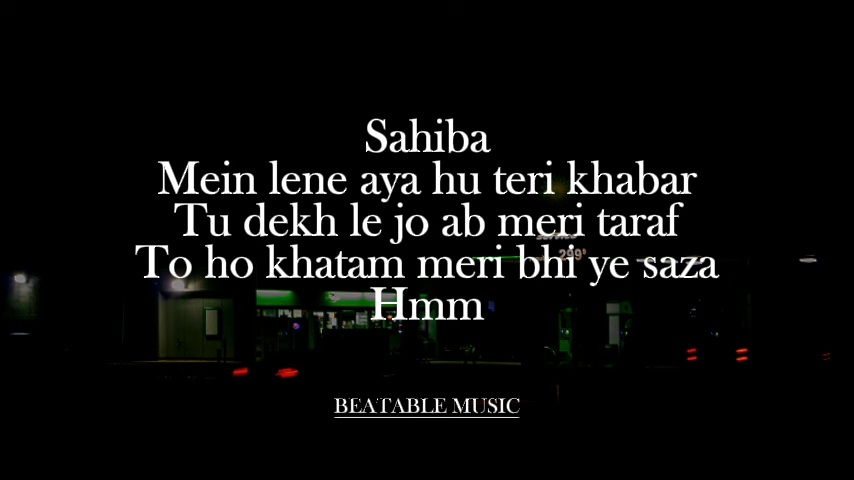 Sahiba
Mein lene aya hu teri khabar
Tu dekh le jo ab meri taraf
To ho khatam meri bhi ye saza
Hmm
299⁹
BEATABLE MUSIC